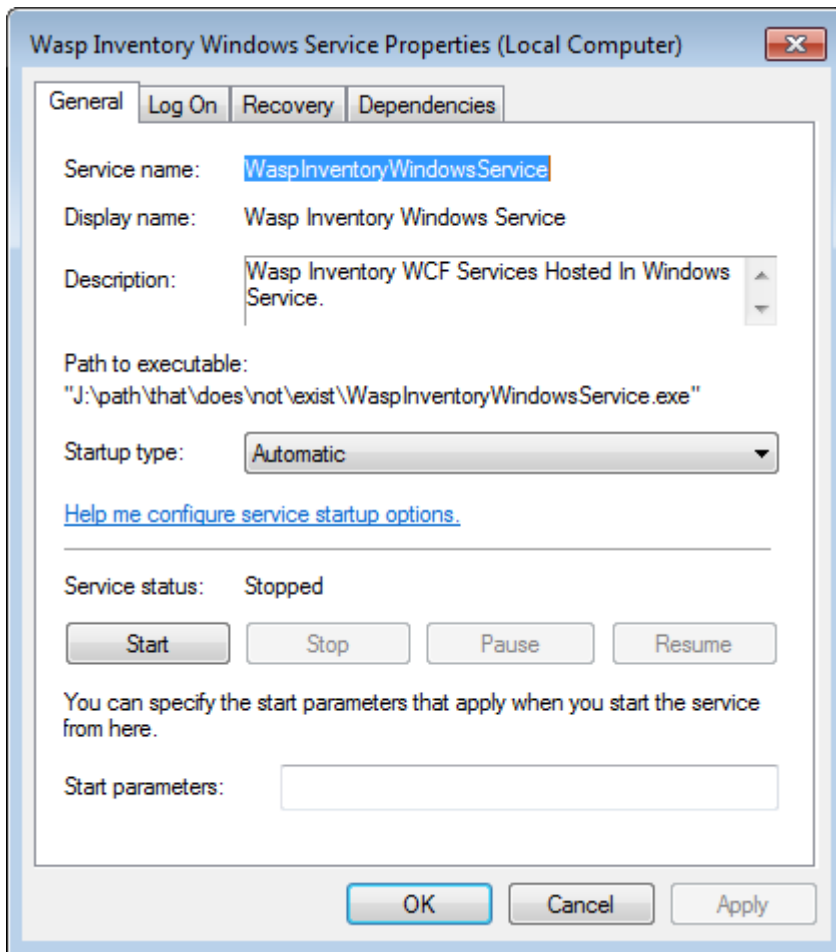 Wasp Inventory Windows Service Properties (Local Computer)
General Log On Recovery Dependencies
Service name: WaspInventoryWindowsService
Display name: Wasp Inventory Windows Service
Description: Wasp Inventory WCF Services Hosted In Windows
Service.
Path to executable:
"J:\path\that\does\not\exist\WaspInventoryWindowsService.exe"
Startup type: Automatic
Help me configure service startup options.
Service status: Stopped
Start Stop Pause Resume
You can specify the start parameters that apply when you start the service
from here.
Start parameters:
OK Cancel Apply